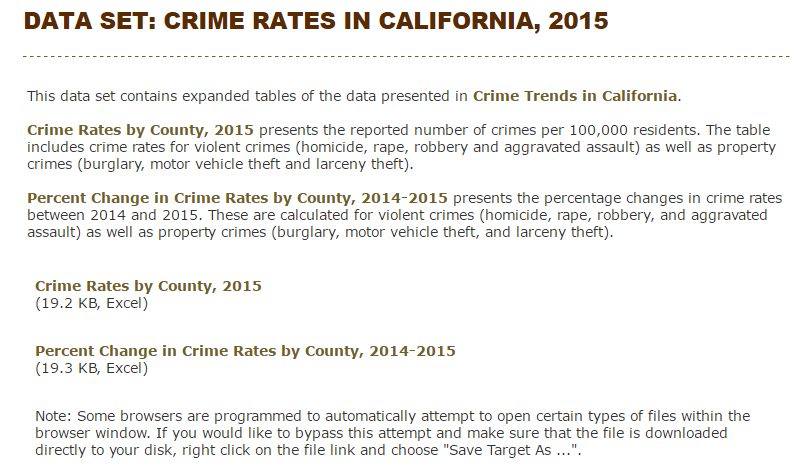 DATA SET: CRIME RATES IN CALIFORNIA, 2015
This data set contains expanded tables of the data presented in Crime Trends in California.
Crime Rates by County, 2015 presents the reported number of crimes per 100,000 residents. The table
includes crime rates for violent crimes (homicide, rape, robbery and aggravated assault) as well as property
crimes (burglary, motor vehicle theft and larceny theft).
Percent Change in Crime Rates by County, 2014-2015 presents the percentage changes in crime rates
between 2014 and 2015. These are calculated for violent crimes (homicide, rape, robbery, and aggravated
assault) as well as property crimes (burglary, motor vehicle theft, and larceny theft).
Crime Rates by County, 2015
(19.2 KB, Excel)
Percent Change in Crime Rates by County, 2014-2015
(19.3 KB, Excel)
Note: Some browsers are programmed to automatically attempt to open certain types of files within the
browser window. If you would like to bypass this attempt and make sure that the file is downloaded
directly to your disk, right click on the file link and choose "Save Target As ...".